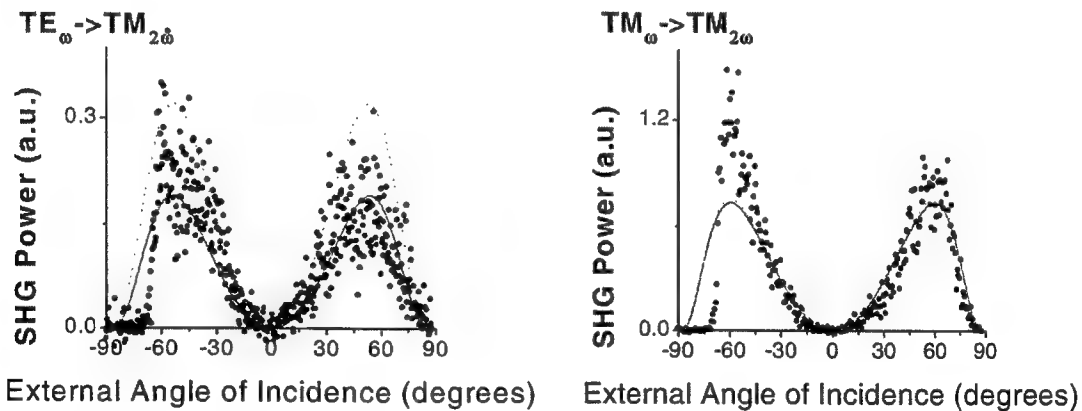 TEω->TM2ω
SHG Power (a.u.)
0.3
0.0
-90 -60 -30 0 30 60 90
External Angle of Incidence (degrees)
TMω->TM2ω
SHG Power (a.u.)
1.2
0.0
-90 -60 -30 0 30 60 90
External Angle of Incidence (degrees)